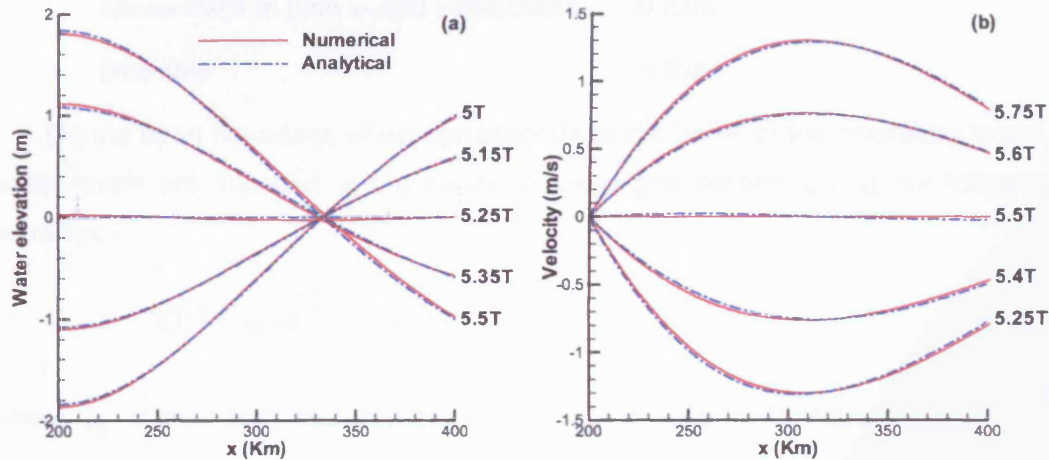 (a)
Numerical
Analytical
Water elevation (m)
2
1
0
-1
-2
5T
5.15T
5.25T
5.35T
5.5T
200
250
300
350
400
x (Km)
(b)
Velocity (m/s)
1
0.5
0
-0.5
-1
-1.5
5.75T
5.6T
5.5T
5.4T
5.25T
200
250
300
350
400
x (Km)